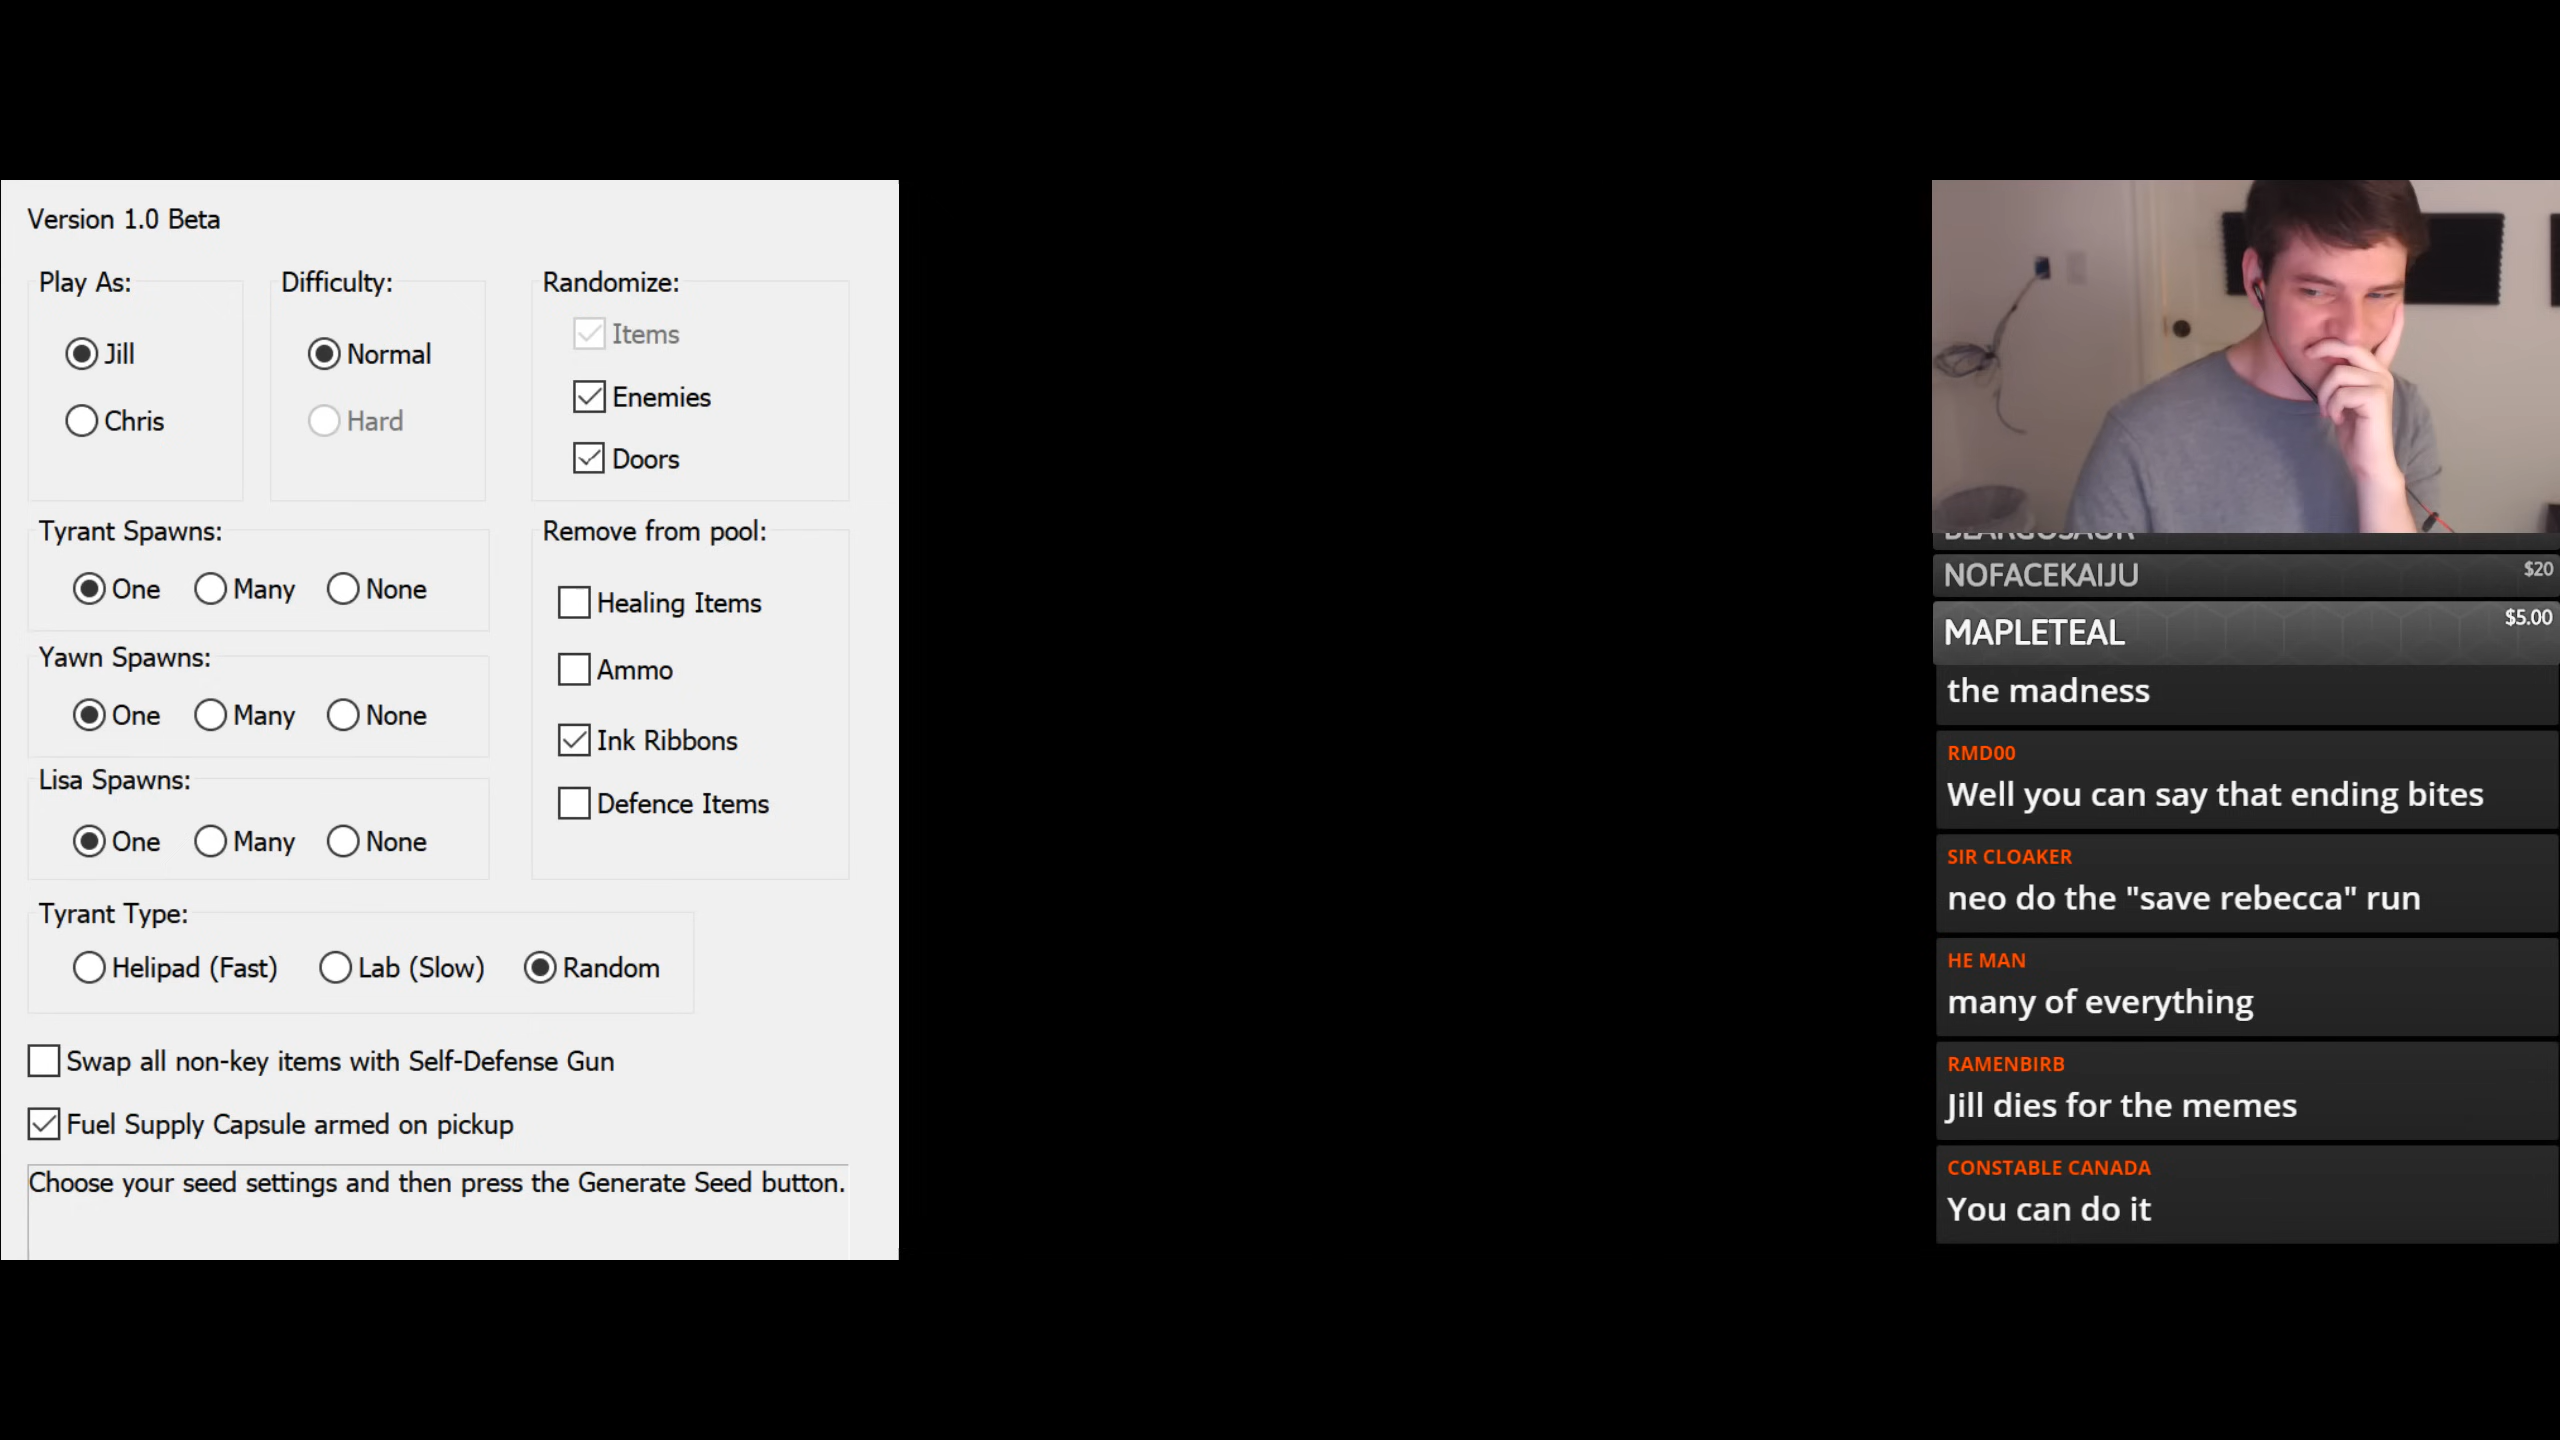 Version 1.0 Beta
Play As:
Jill
Chris
Difficulty:
Normal
Hard
Randomize:
Items
Enemies
Doors
Tyrant Spawns:
One Many None
Yawn Spawns:
One Many None
Lisa Spawns:
One Many None
Remove from pool:
Healing Items
Ammo
Ink Ribbons
Defence Items
Tyrant Type:
Helipad (Fast) Lab (Slow) Random
Swap all non-key items with Self-Defense Gun
Fuel Supply Capsule armed on pickup
Choose your seed settings and then press the Generate Seed button.
NOFACEKAIJU $20
MAPLETEAL $5.00
the madness
RMD00
Well you can say that ending bites
SIR CLOAKER
neo do the "save rebecca" run
HE MAN
many of everything
RAMENBIRB
Jill dies for the memes
CONSTABLE CANADA
You can do it